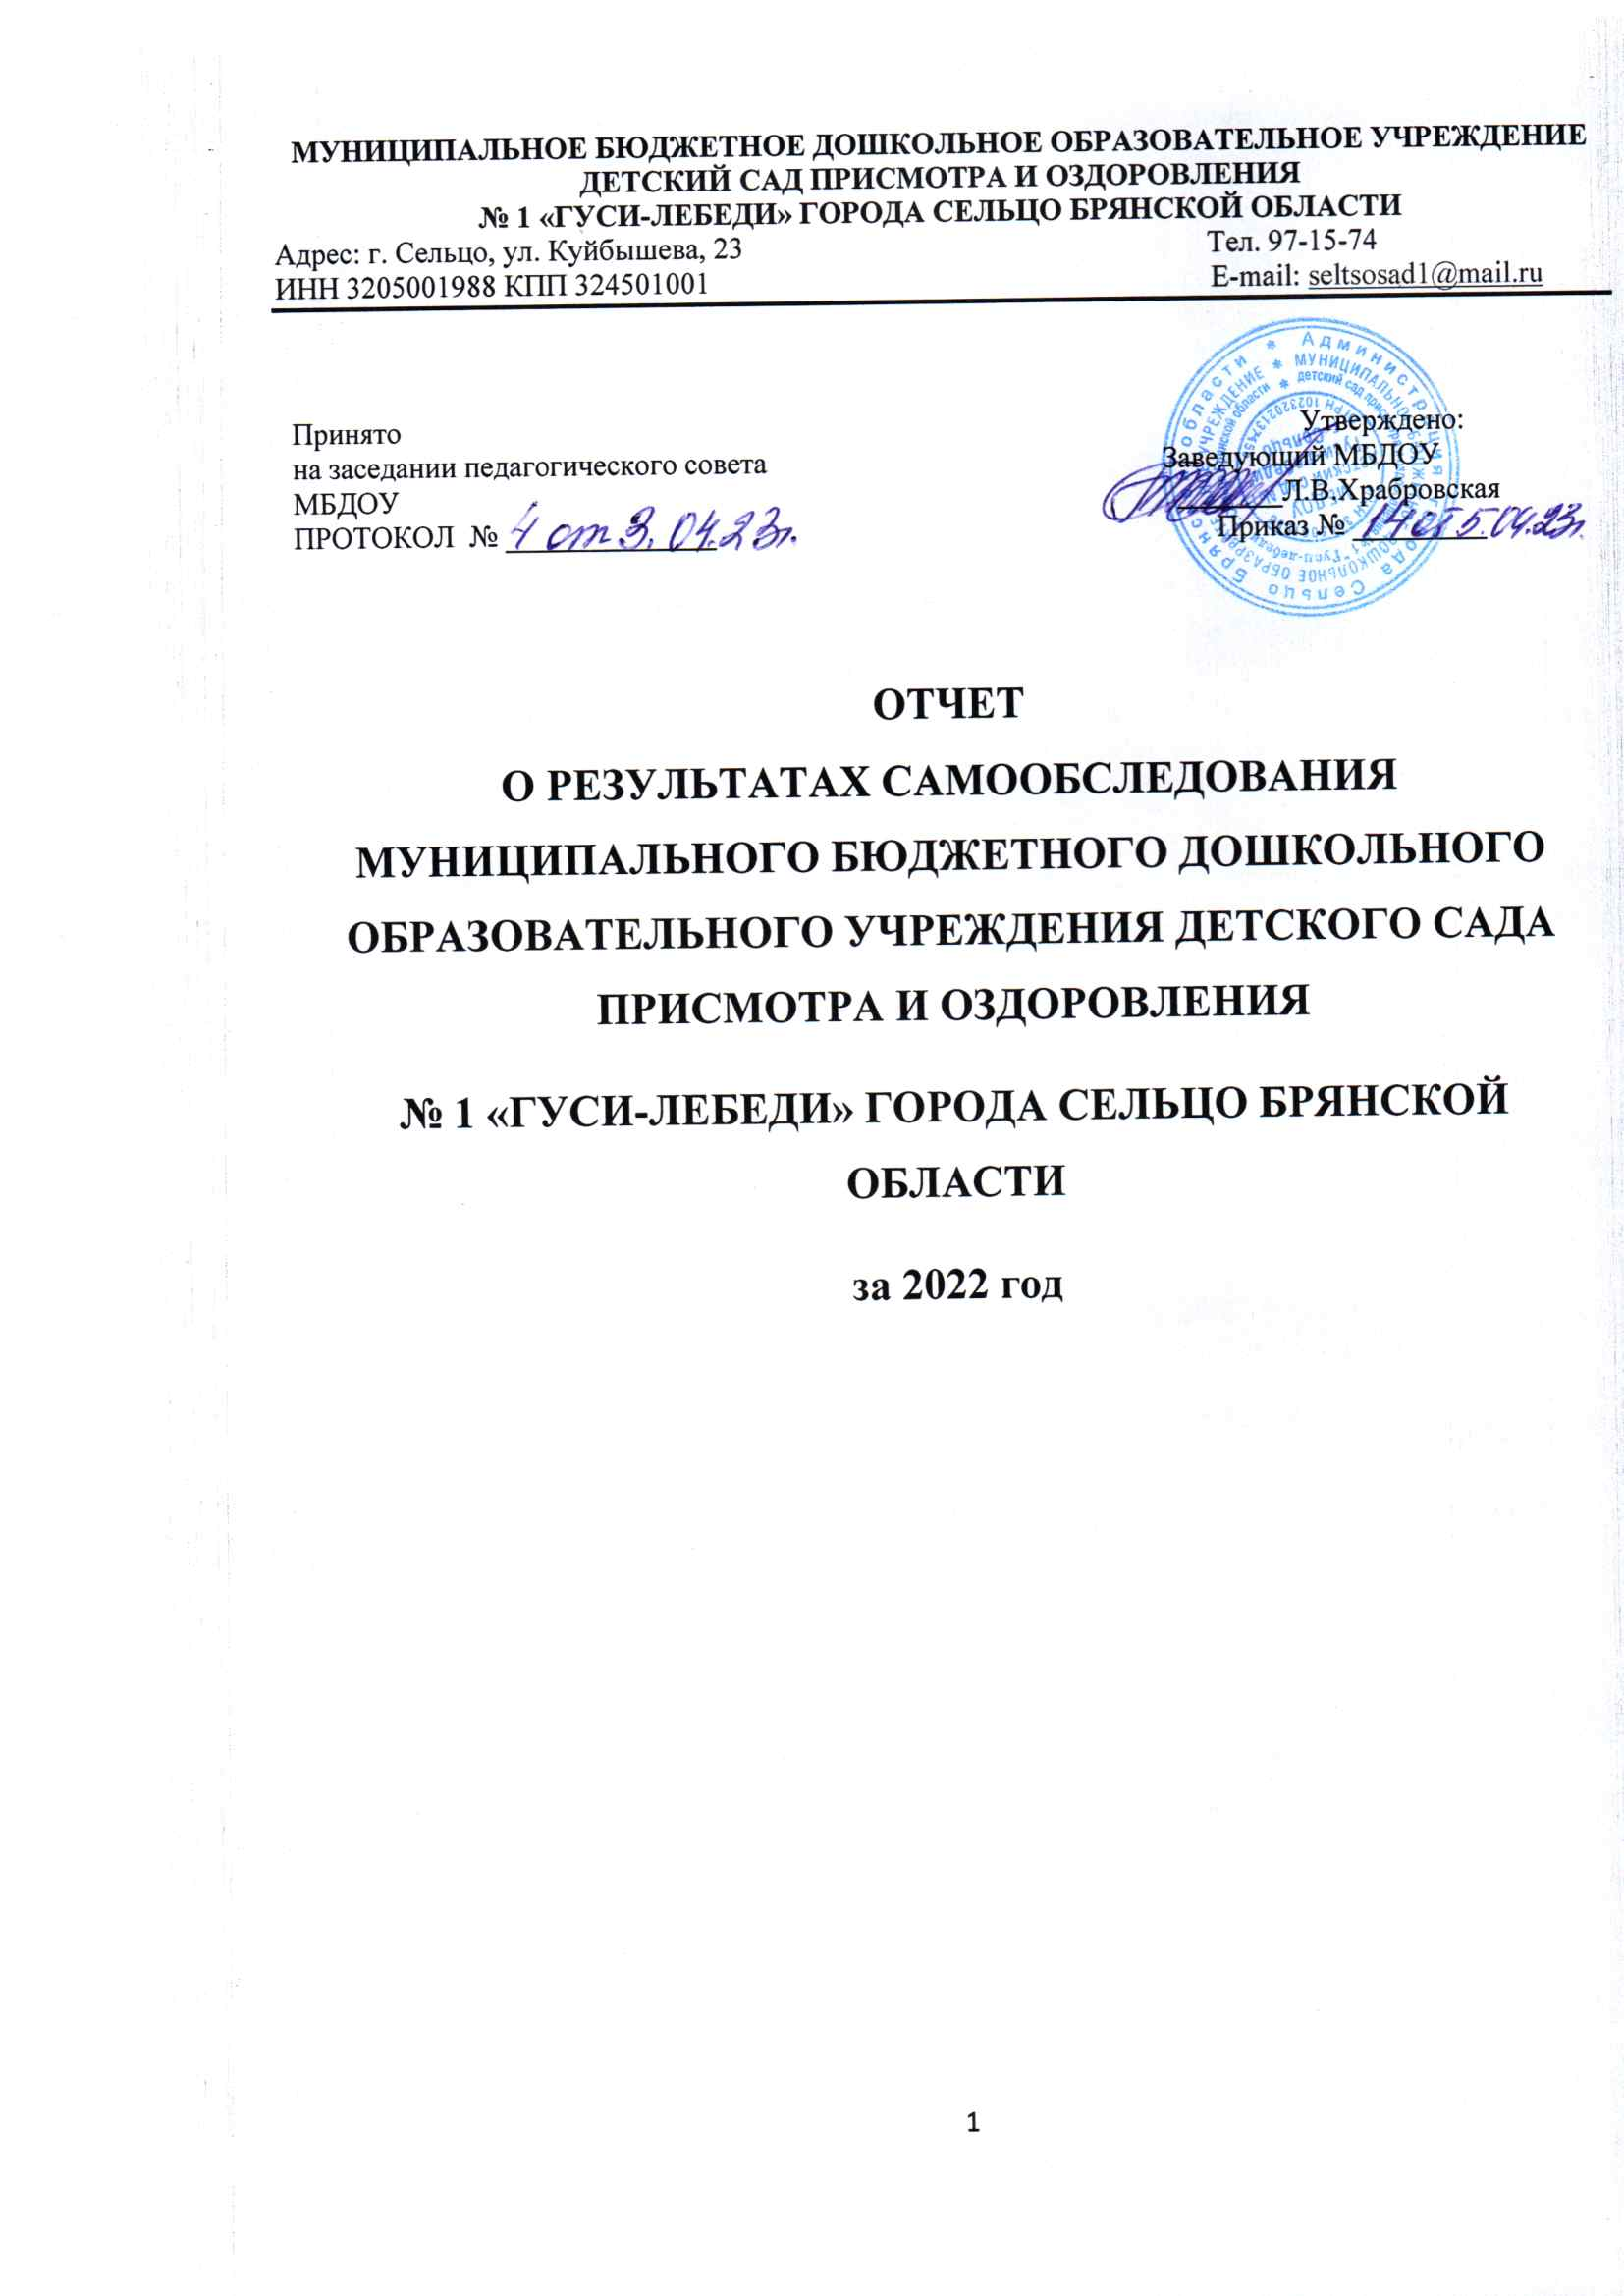 МУНИЦИПАЛЬНОЕ БЮДЖЕТНОЕ ДОШКОЛЬНОЕ ОБРАЗОВАТЕЛЬНОЕ УЧРЕЖДЕНИЕ
ДЕТСКИЙ САД ПРИСМОТРА И ОЗДОРОВЛЕНИЯ
№ 1 «ГУСИ-ЛЕБЕДИ» ГОРОДА СЕЛЬЦО БРЯНСКОЙ ОБЛАСТИ
Адрес: г. Сельцо, ул. Куйбышева, 23 Тел. 97-15-74
ИНН 3205001988 КПП 324501001 E-mail: seltsosad1@mail.ru
Принято
на заседании педагогического совета
МБДОУ
ПРОТОКОЛ № 4 от 3. 04.23г.
Утверждено:
Заведующий МБДОУ
Л.В.Храбровская
Приказ № 14 от 5.04.23г.
ОТЧЕТ
О РЕЗУЛЬТАТАХ САМООБСЛЕДОВАНИЯ
МУНИЦИПАЛЬНОГО БЮДЖЕТНОГО ДОШКОЛЬНОГО
ОБРАЗОВАТЕЛЬНОГО УЧРЕЖДЕНИЯ ДЕТСКОГО САДА
ПРИСМОТРА И ОЗДОРОВЛЕНИЯ
№ 1 «ГУСИ-ЛЕБЕДИ» ГОРОДА СЕЛЬЦО БРЯНСКОЙ
ОБЛАСТИ
за 2022 год
1